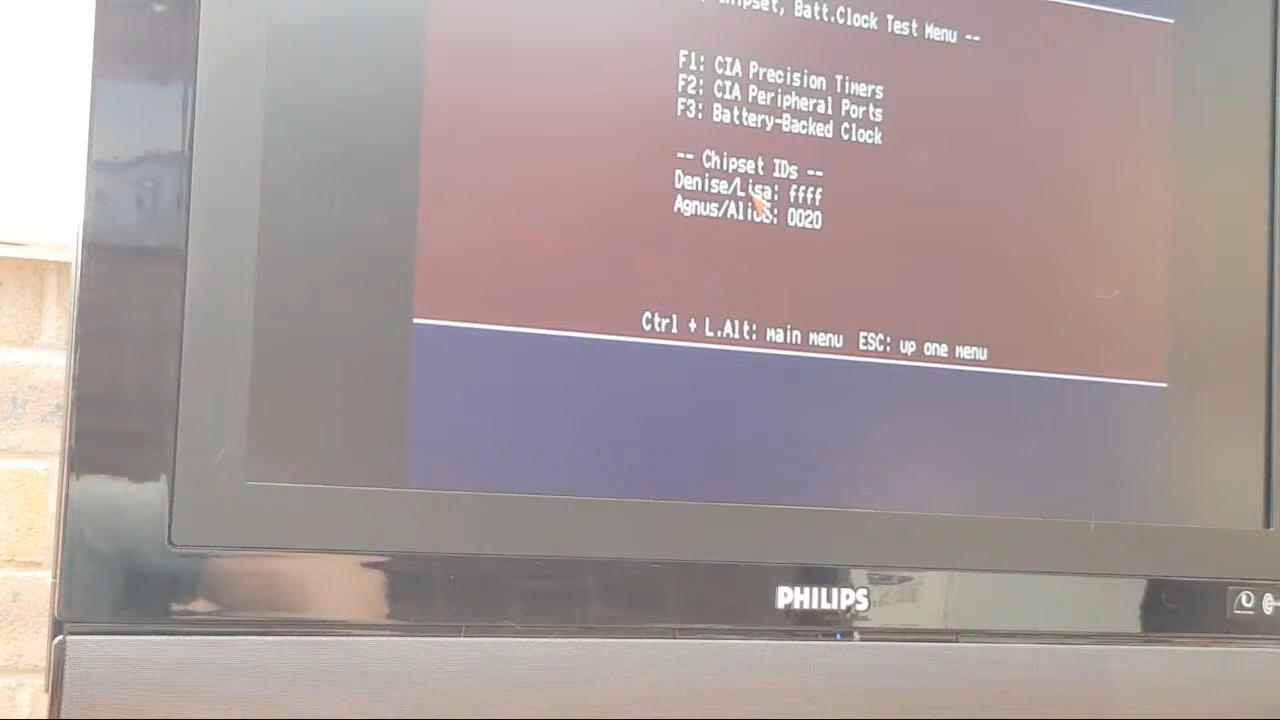 Chipset, Batt.Clock Test Menu --
F1: CIA Precision Timers
F2: CIA Peripheral Ports
F3: Battery-Backed Clock
-- Chipset IDs --
Denise/Lisa: ffff
Agnus/Alice: 0020
Ctrl + L.Alt: main menu ESC: up one menu
PHILIPS